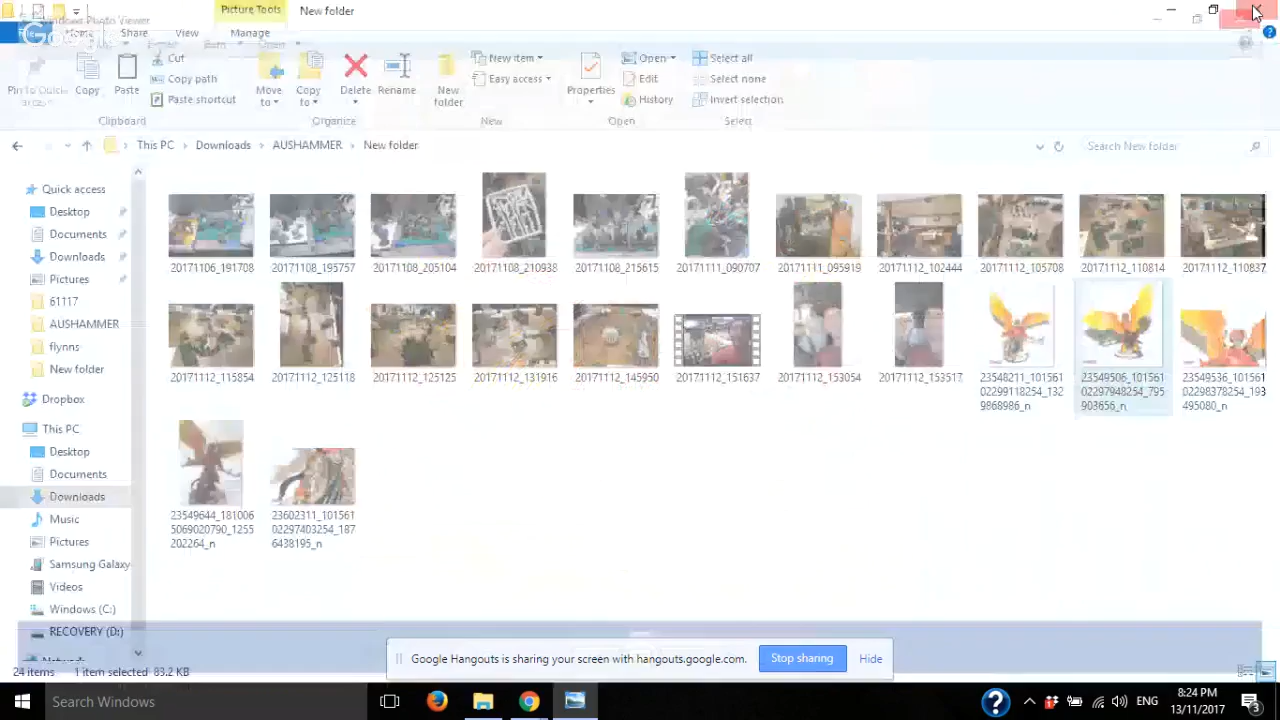 Picture Tools
New folder
Windows Photo Viewer
File
Home
Share
View
Manage
Google
Pin to Quick access
Copy
Paste
Cut
Copy path
Paste shortcut
Clipboard
Move to
Copy to
Delete
Rename
Organize
New folder
New item
Easy access
New
Properties
Open
Edit
History
Open
Select all
Select none
Invert selection
Select
This PC
Downloads
AUSHAMMER
New folder
Search New folder
Quick access
Desktop
Documents
Downloads
Pictures
61117
AUSHAMMER
flynns
New folder
Dropbox
This PC
Desktop
Documents
Downloads
Music
Pictures
Samsung Galaxy
Videos
Windows (C:)
RECOVERY (D:)
Network
20171106_191708
20171108_195757
20171108_205104
20171108_210938
20171108_215615
20171111_090707
20171111_095919
20171112_102444
20171112_105708
20171112_110814
20171112_110837
20171112_115854
20171112_125118
20171112_125125
20171112_131916
20171112_145950
20171112_151637
20171112_153054
20171112_153517
23548211_101561
02299118254_132
9868986_n
23549506_101561
02297948254_795
903656_n
23549536_101561
02298378254_193
495080_n
23549644_181006
5069020790_1255
202264_n
23602311_101561
02297403254_187
6438195_n
24 items
1 item selected 83.2 KB
Google Hangouts is sharing your screen with hangouts.google.com.
Stop sharing
Hide
Search Windows
ENG
8:24 PM
13/11/2017
3